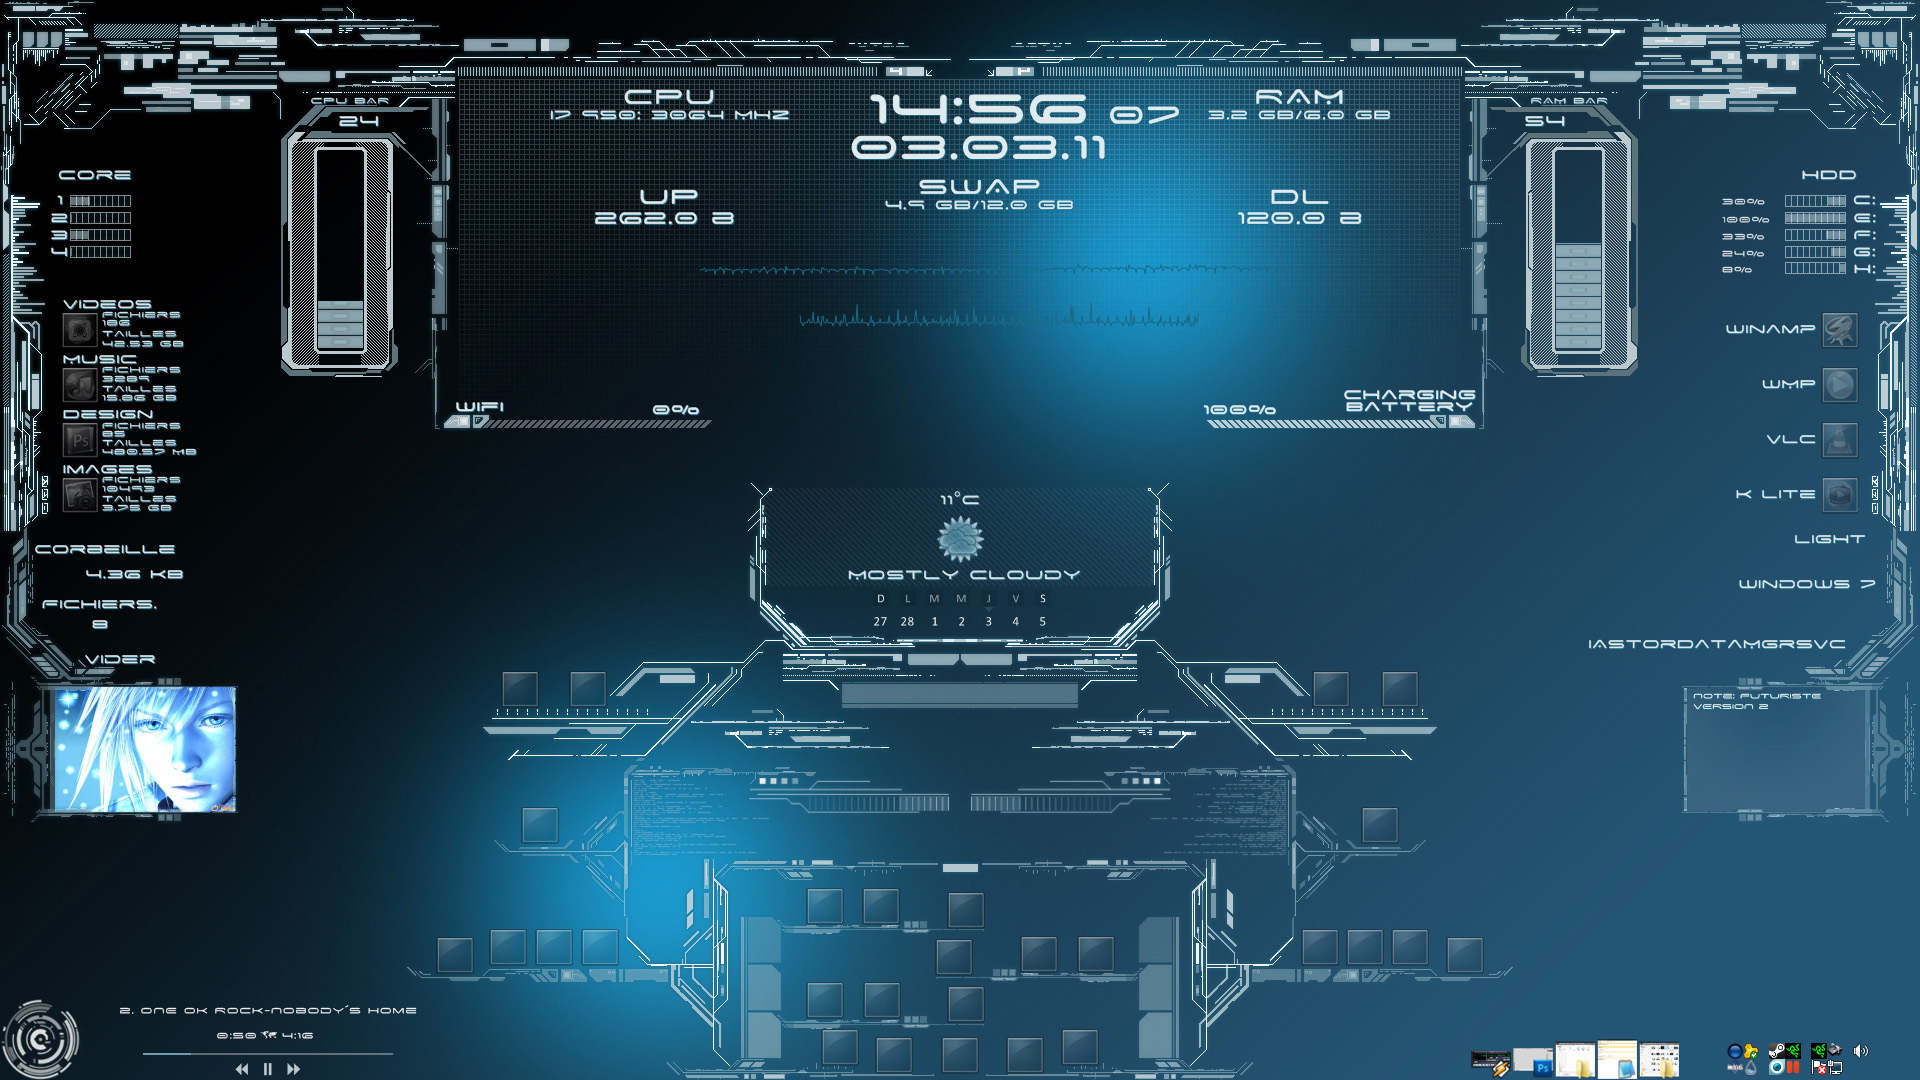 CPU BAR
24
CPU
17 950: 3064 MHZ
14:56 07
03.03.11
RAM
3.2 GB/6.0 GB
RAM BAR
54
SWAP
4.9 GB/12.0 GB
UP
262.0 B
DL
120.0 B
WIFI
0%
100%
CHARGING
BATTERY
CORE
1
2
3
4
VIDEOS
FICHIERS
186
TAILLES
42.53 GB
MUSIC
FICHIERS
3289
TAILLES
15.86 GB
DESIGN
FICHIERS
85
TAILLES
480.57 MB
IMAGES
FICHIERS
10493
TAILLES
3.75 GB
CORBEILLE
4.36 KB
FICHIERS.
8
VIDER
HDD
30% C:
100% E:
33% F:
24% G:
8% I:
WINAMP
WMP
VLC
K LITE
LIGHT
WINDOWS 7
IASTORDATAMGRSVC
NOTE: FUTURISTE
VERSION 2
11°C
MOSTLY CLOUDY
D L M M J V S
27 28 1 2 3 4 5
2. ONE OK ROCK-NOBODY'S HOME
0:50 4:16
Ps
Ps